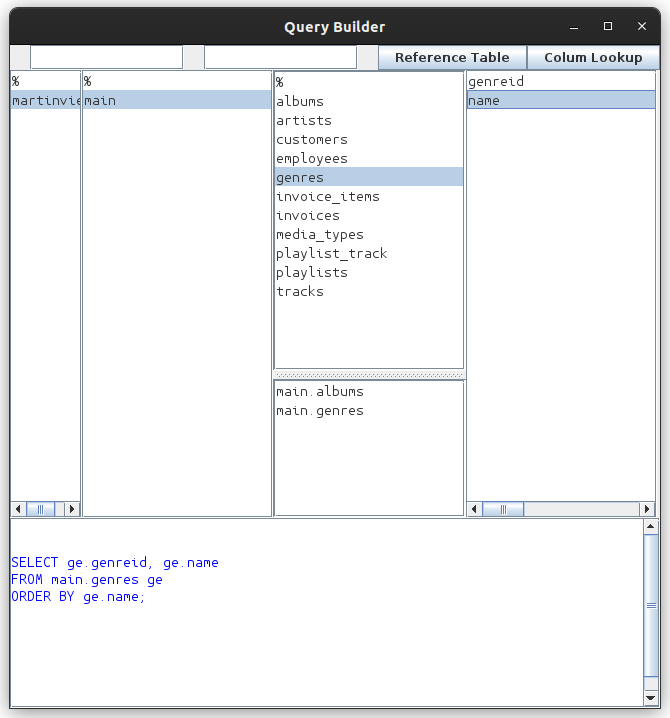 Query Builder
Reference Table
Colum Lookup
%
martinvie
%
main
%
albums
artists
customers
employees
genres
invoice_items
invoices
media_types
playlist_track
playlists
tracks
main.albums
main.genres
genreid
name
SELECT ge.genreid, ge.name
FROM main.genres ge
ORDER BY ge.name;